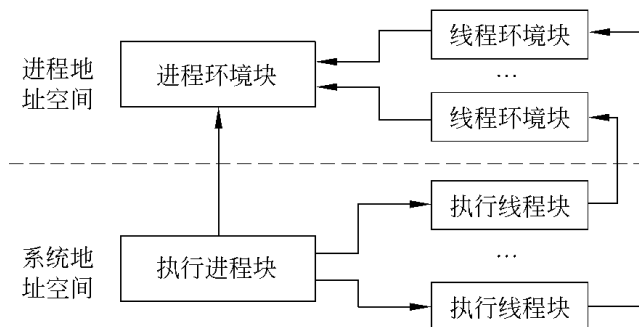 进程地
址空间
进程环境块
线程环境块
…
线程环境块
系统地
址空间
执行进程块
执行线程块
…
执行线程块